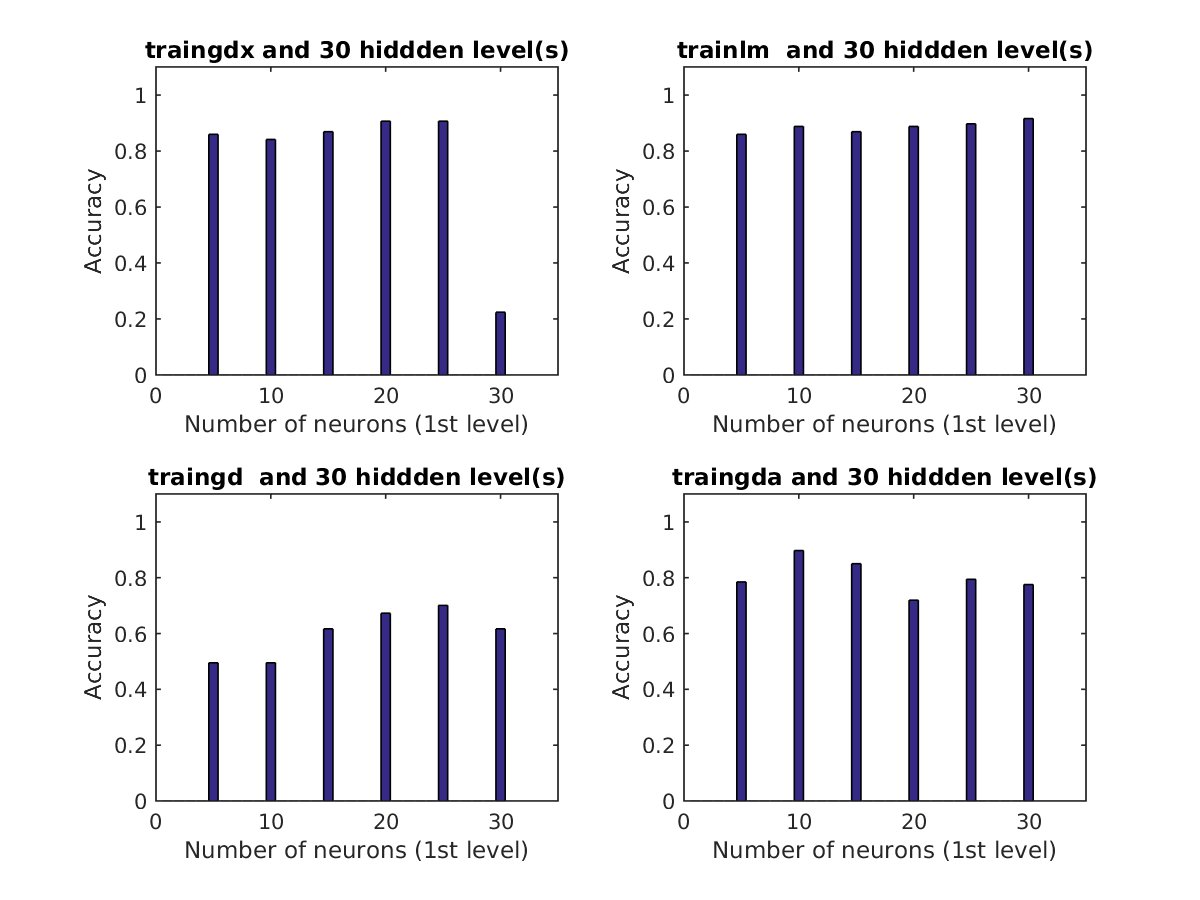 traingdx and 30 hiddden level(s)
1
0.8
0.6
0.4
0.2
0
Accuracy
0 10 20 30
Number of neurons (1st level)
trainlm  and 30 hiddden level(s)
1
0.8
0.6
0.4
0.2
0
Accuracy
0 10 20 30
Number of neurons (1st level)
traingd  and 30 hiddden level(s)
1
0.8
0.6
0.4
0.2
0
Accuracy
0 10 20 30
Number of neurons (1st level)
traingda and 30 hiddden level(s)
1
0.8
0.6
0.4
0.2
0
Accuracy
0 10 20 30
Number of neurons (1st level)